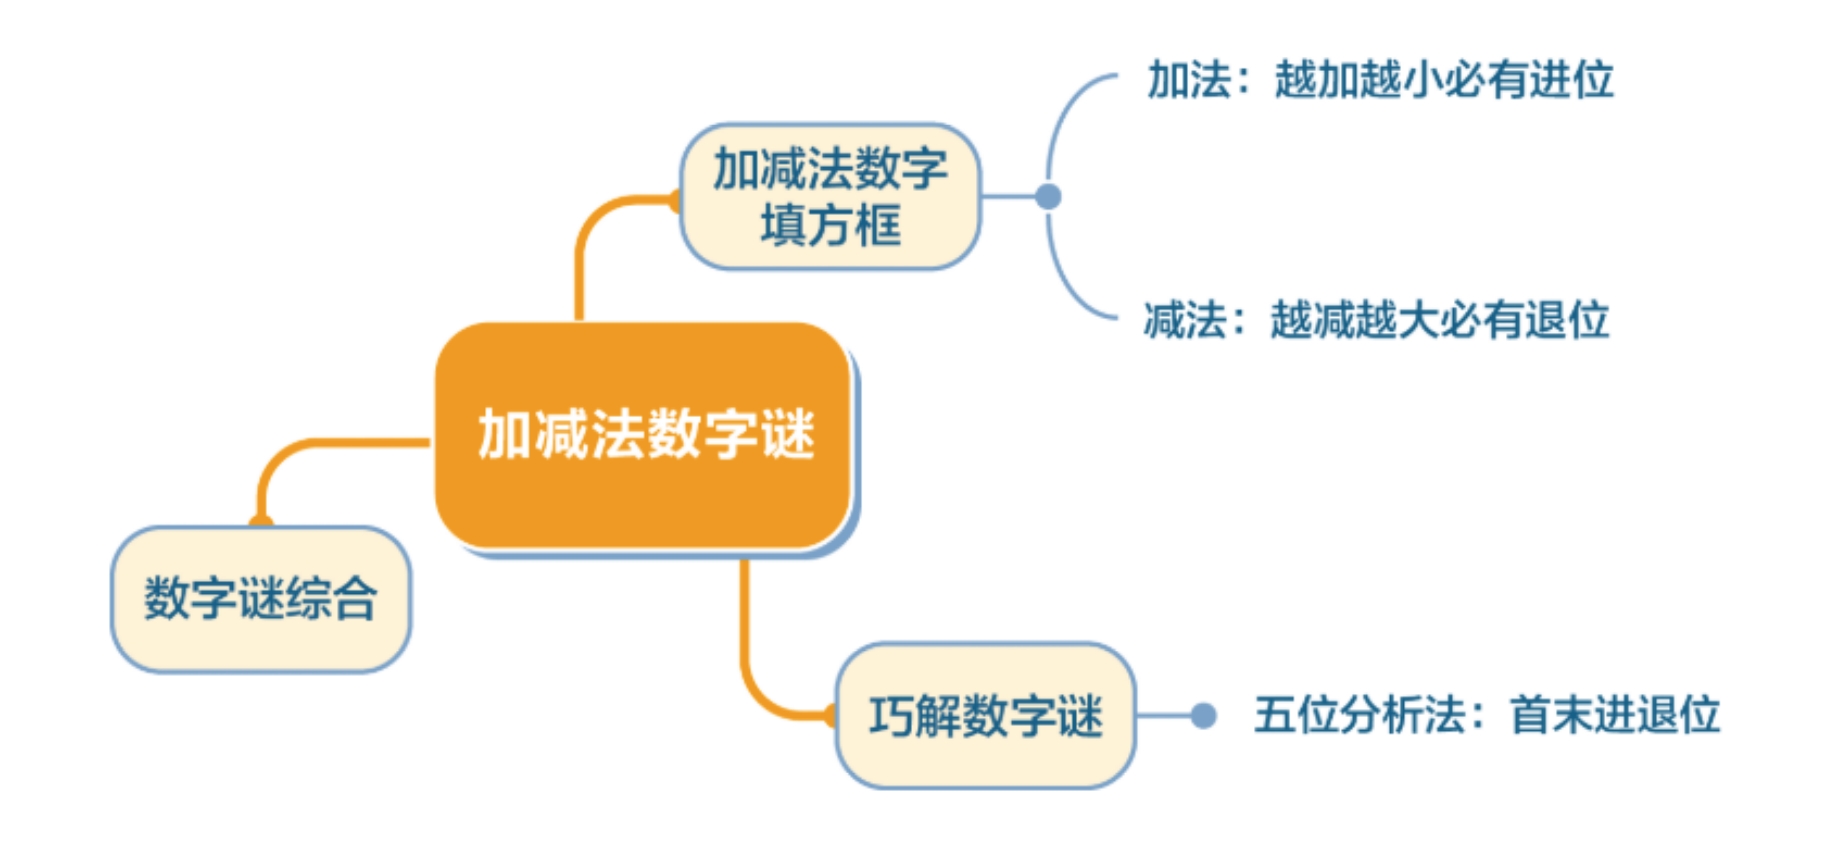 加法：越加越小必有进位
加减法数字
填方框
减法：越减越大必有退位
加减法数字谜
数字谜综合
巧解数字谜
五位分析法：首末进退位